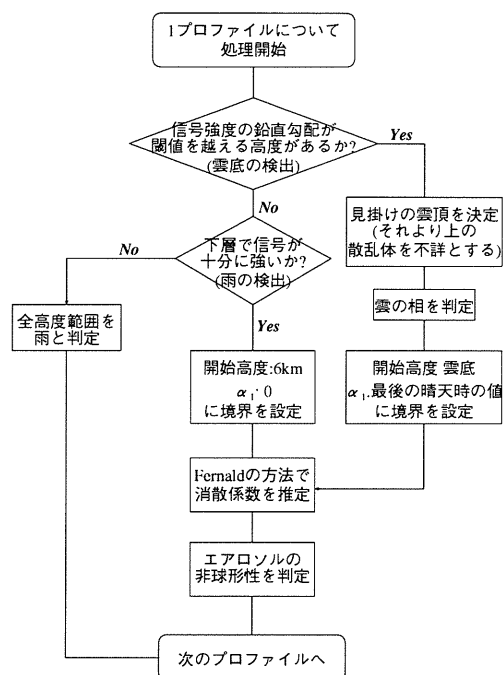 1プロファイルについて
処理開始
信号強度の鉛直勾配が
閾値を越える高度があるか?
(雲底の検出)
Yes
No
見掛けの雲頂を決定
(それより上の
散乱体を不詳とする)
下層で信号が
十分に強いか?
(雨の検出)
No
Yes
雲の相を判定
全高度範囲を
雨と判定
開始高度:6km
α₁: 0
に境界を設定
開始高度 雲底
α₁.最後の晴天時の値
に境界を設定
Fernaldの方法で
消散係数を推定
エアロソルの
非球形性を判定
次のプロファイルへ